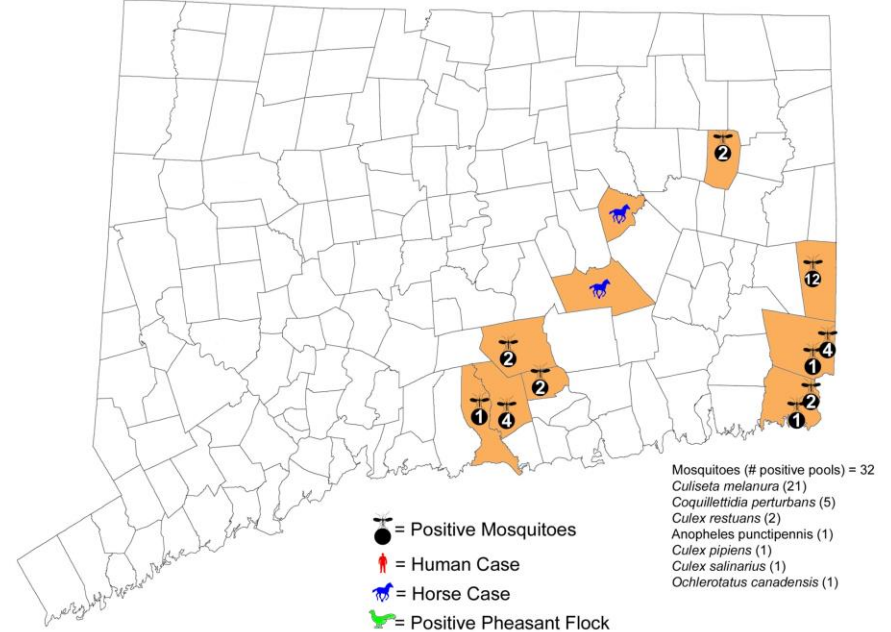 2
12
4
1
2
2
2
1
1
4
Mosquitoes (# positive pools) = 32
Culiseta melanura (21)
Coquillettidia perturbans (5)
Culex restuans (2)
Anopheles punctipennis (1)
Culex pipiens (1)
Culex salinarius (1)
Ochlerotatus canadensis (1)
= Positive Mosquitoes
= Human Case
= Horse Case
= Positive Pheasant Flock